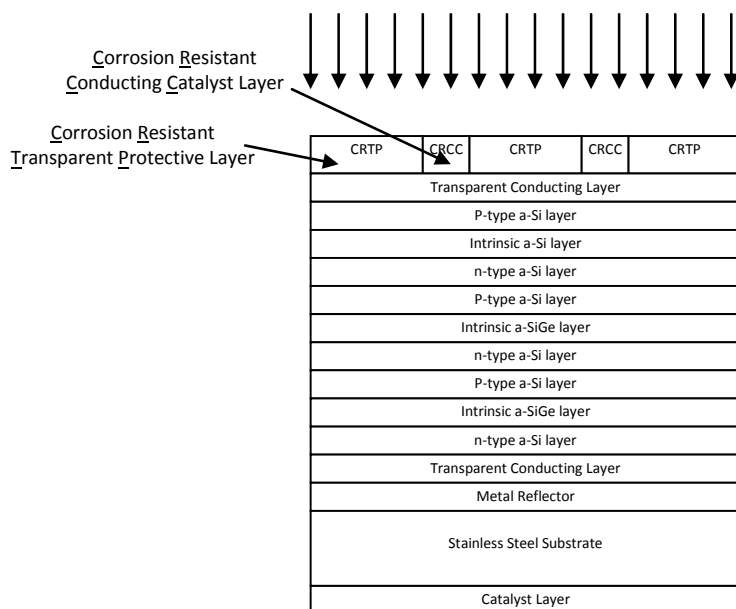 Corrosion Resistant
Conducting Catalyst Layer
Corrosion Resistant
Transparent Protective Layer
CRTP CRCC CRTP CRCC CRTP
Transparent Conducting Layer
P-type a-Si layer
Intrinsic a-Si layer
n-type a-Si layer
P-type a-Si layer
Intrinsic a-SiGe layer
n-type a-Si layer
P-type a-Si layer
Intrinsic a-SiGe layer
n-type a-Si layer
Transparent Conducting Layer
Metal Reflector
Stainless Steel Substrate
Catalyst Layer